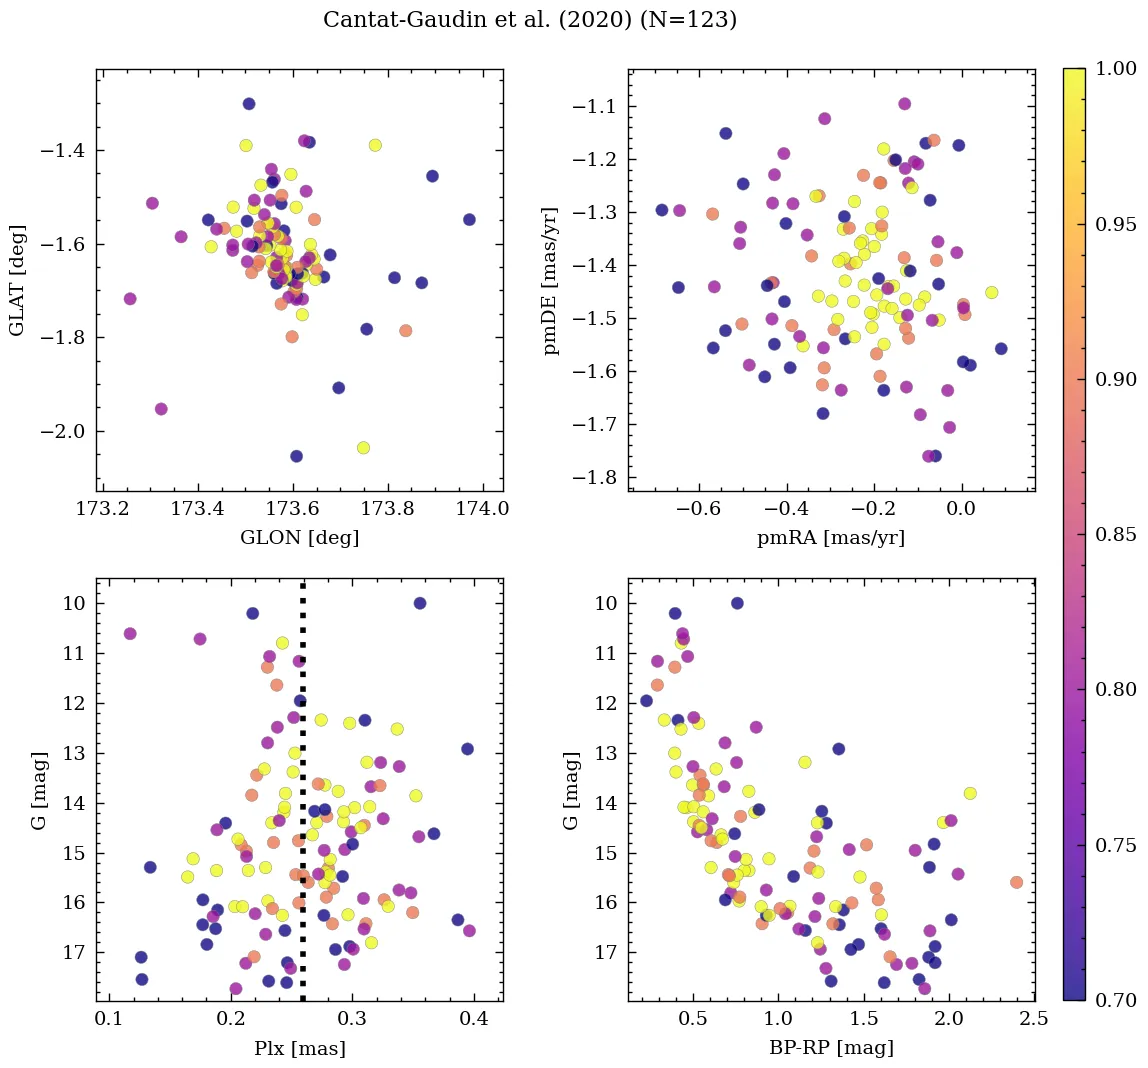 Cantat-Gaudin et al. (2020) (N=123)
−1.4
−1.6
−1.8
−2.0
GLAT [deg]
173.2 173.4 173.6 173.8 174.0
GLON [deg]
−1.1
−1.2
−1.3
−1.4
−1.5
−1.6
−1.7
−1.8
pmDE [mas/yr]
−0.6 −0.4 −0.2 0.0
pmRA [mas/yr]
1.00
0.95
0.90
0.85
0.80
0.75
0.70
10
11
12
13
14
15
16
17
G [mag]
0.1 0.2 0.3 0.4
Plx [mas]
10
11
12
13
14
15
16
17
G [mag]
0.5 1.0 1.5 2.0 2.5
BP-RP [mag]